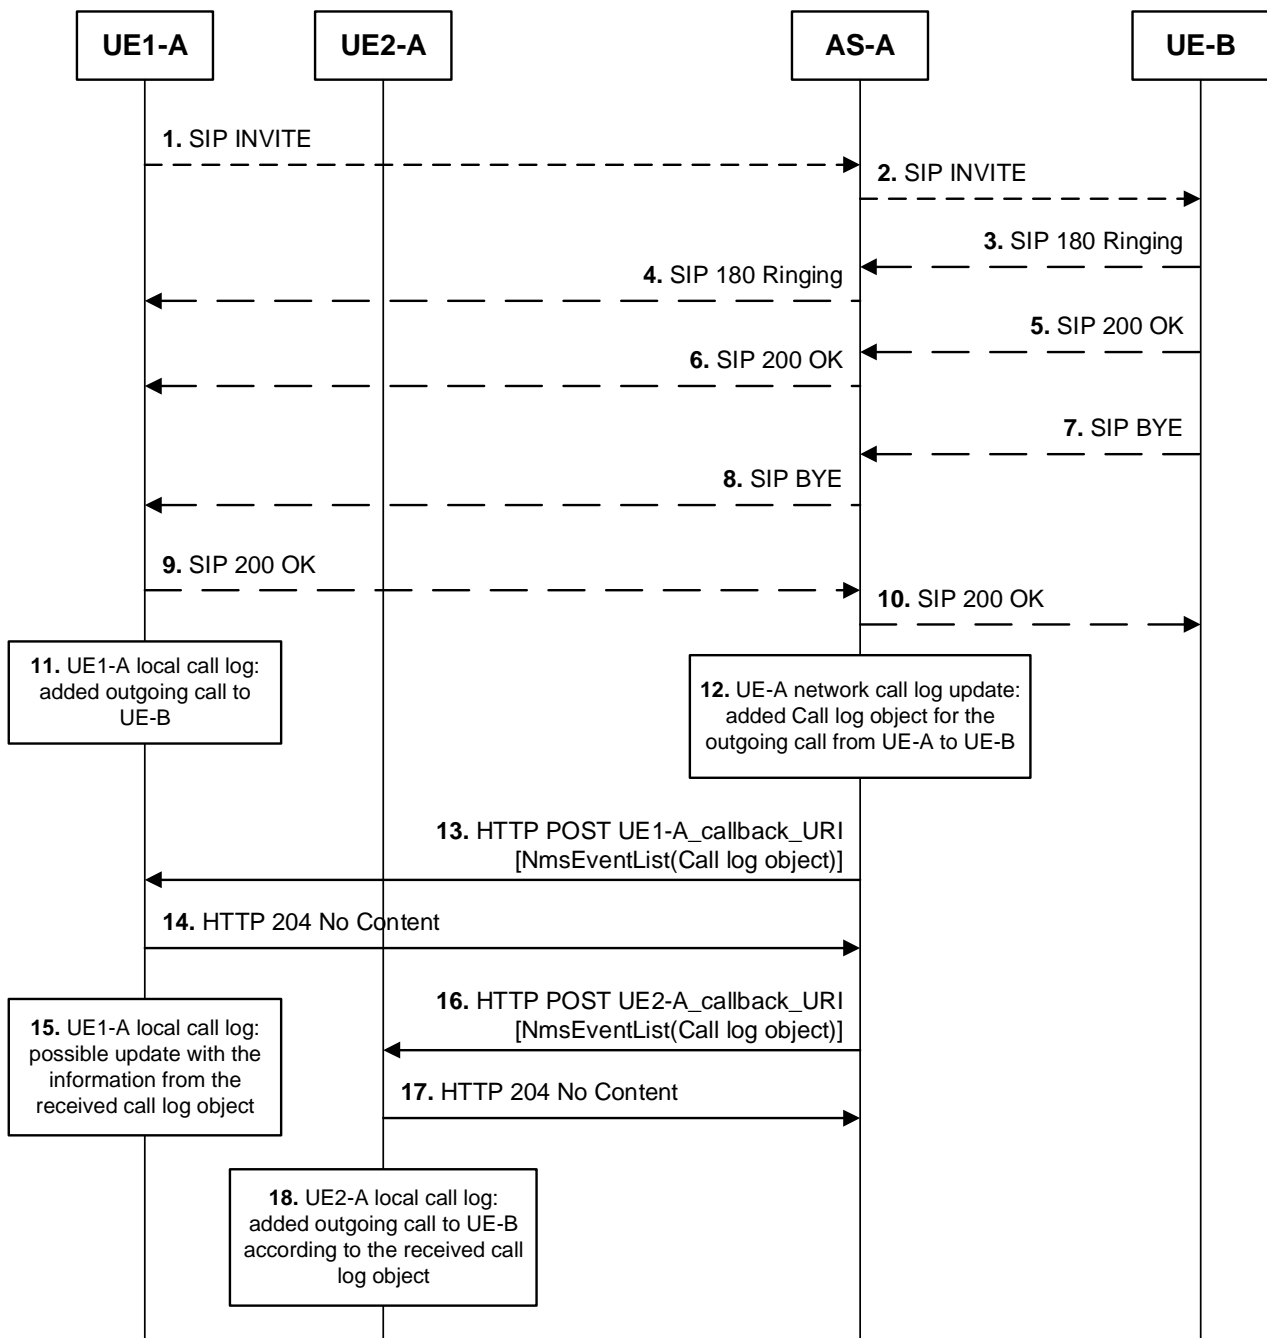 UE1-A
UE2-A
AS-A
UE-B
1. SIP INVITE
2. SIP INVITE
3. SIP 180 Ringing
4. SIP 180 Ringing
5. SIP 200 OK
6. SIP 200 OK
7. SIP BYE
8. SIP BYE
9. SIP 200 OK
10. SIP 200 OK
11. UE1-A local call log:
added outgoing call to
UE-B
12. UE-A network call log update:
added Call log object for the
outgoing call from UE-A to UE-B
13. HTTP POST UE1-A_callback_URI
[NmsEventList(Call log object)]
14. HTTP 204 No Content
15. UE1-A local call log:
possible update with the
information from the
received call log object
16. HTTP POST UE2-A_callback_URI
[NmsEventList(Call log object)]
17. HTTP 204 No Content
18. UE2-A local call log:
added outgoing call to UE-B
according to the received call
log object